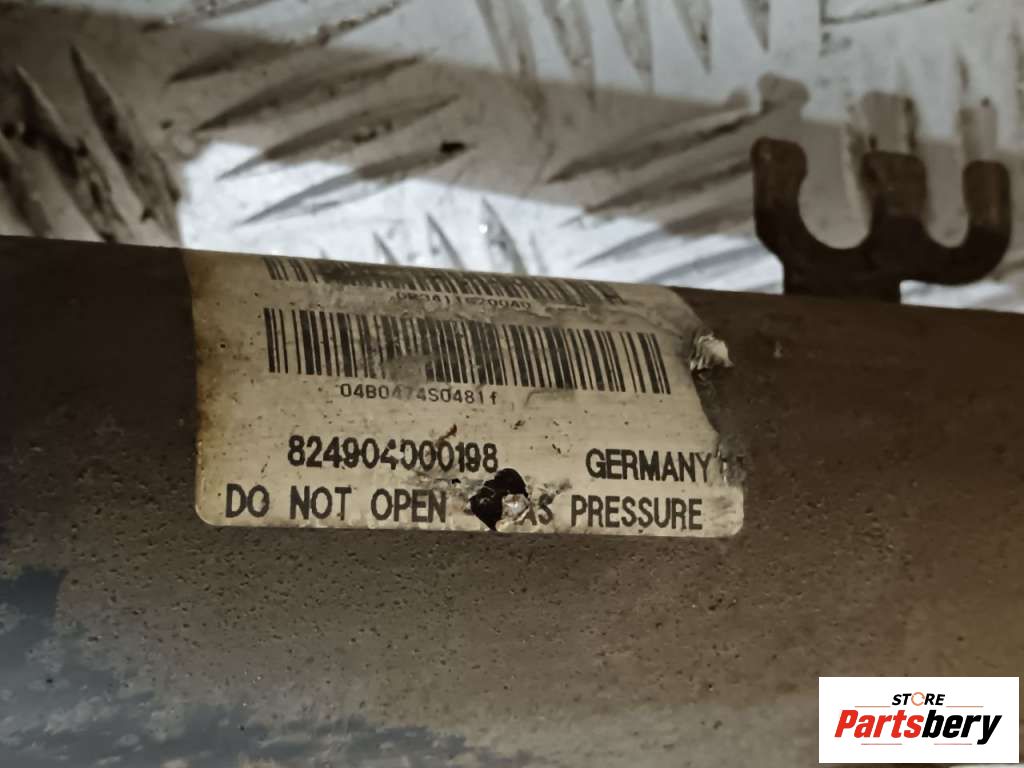 04B0474S0481f
824904000198 GERMANY
DO NOT OPEN PRESSURE
STORE
Partsbery